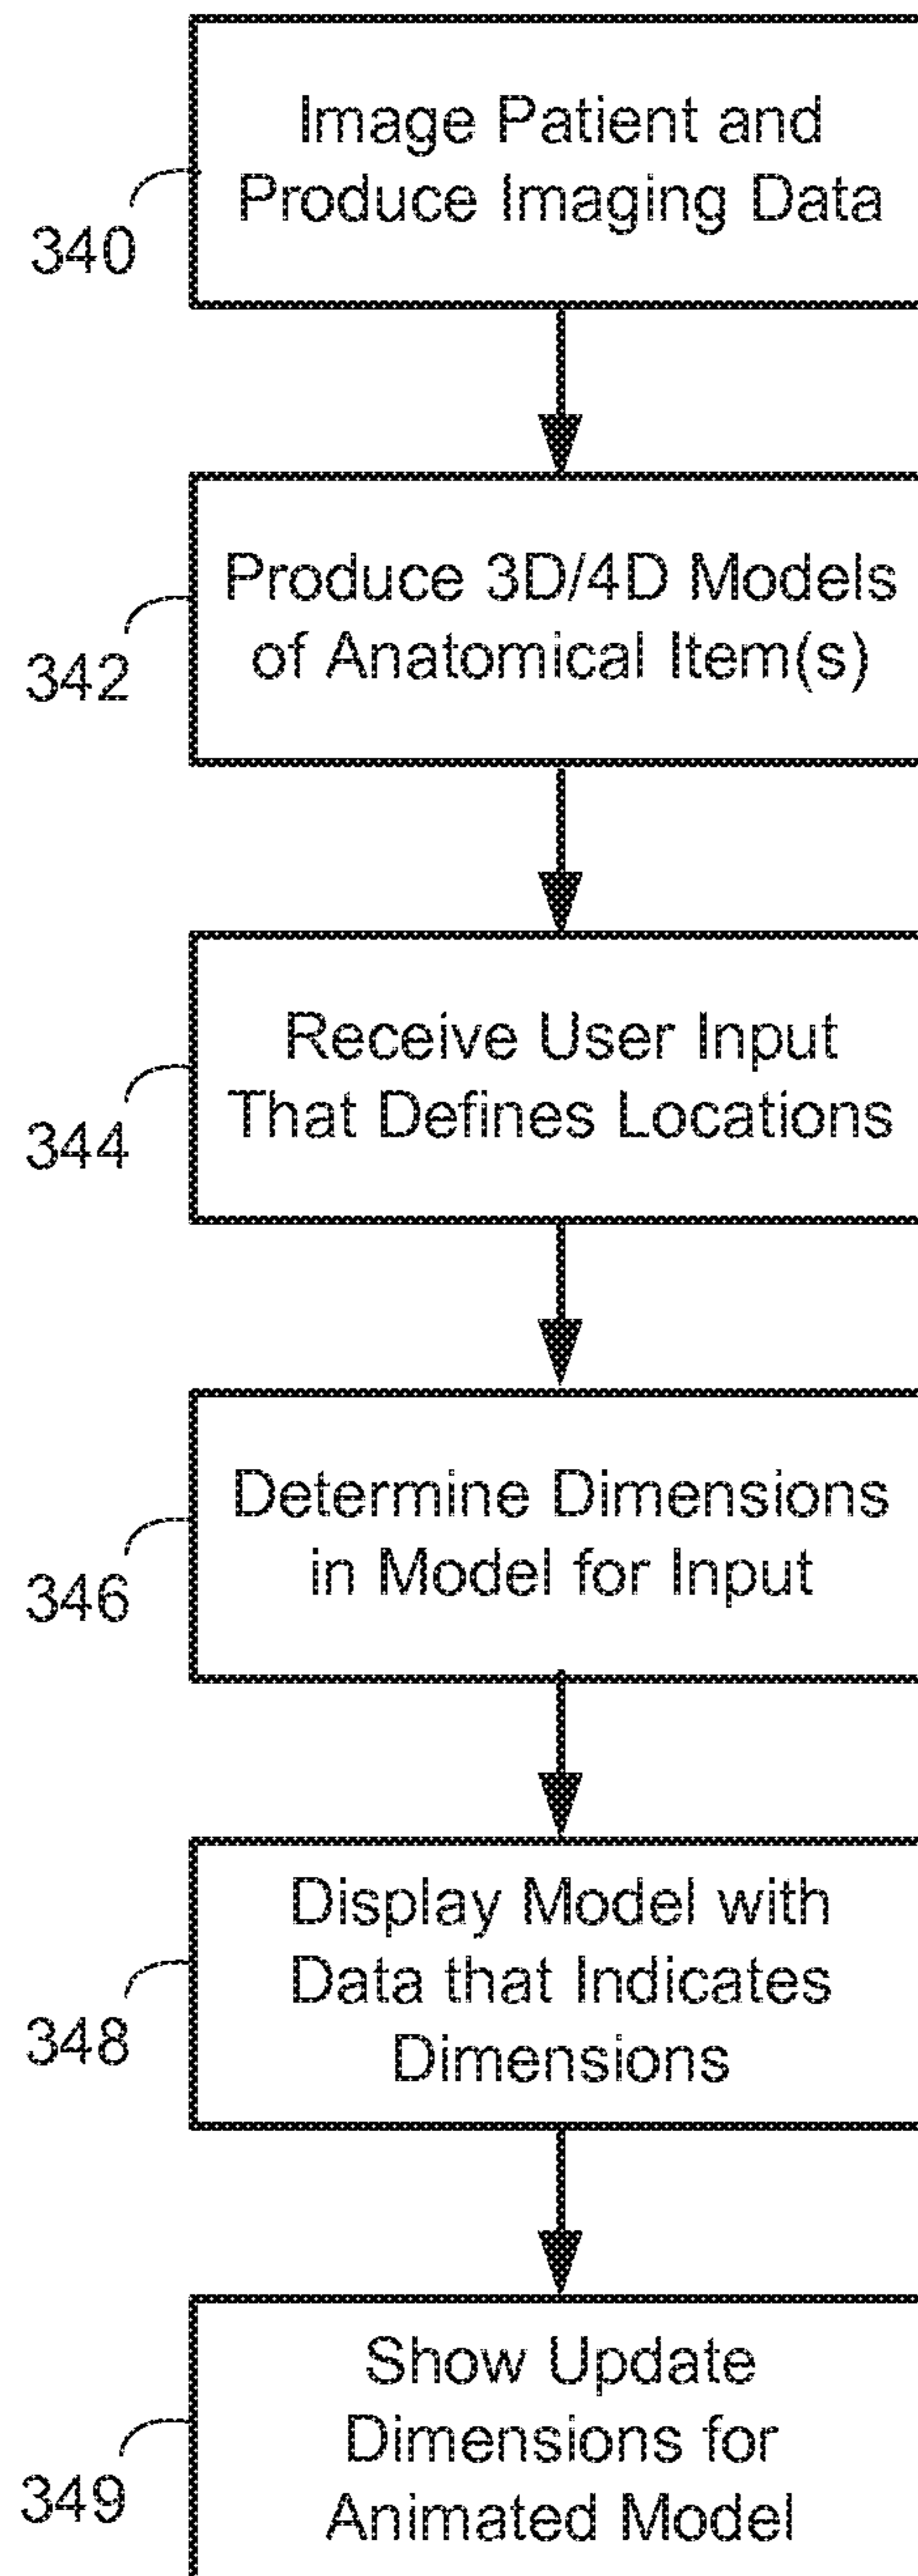 Image Patient and
Produce Imaging Data
340
Produce 3D/4D Models
of Anatomical Item(s)
342
Receive User Input
That Defines Locations
344
Determine Dimensions
in Model for Input
346
Display Model with
Data that Indicates
Dimensions
348
Show Update
Dimensions for
Animated Model
349